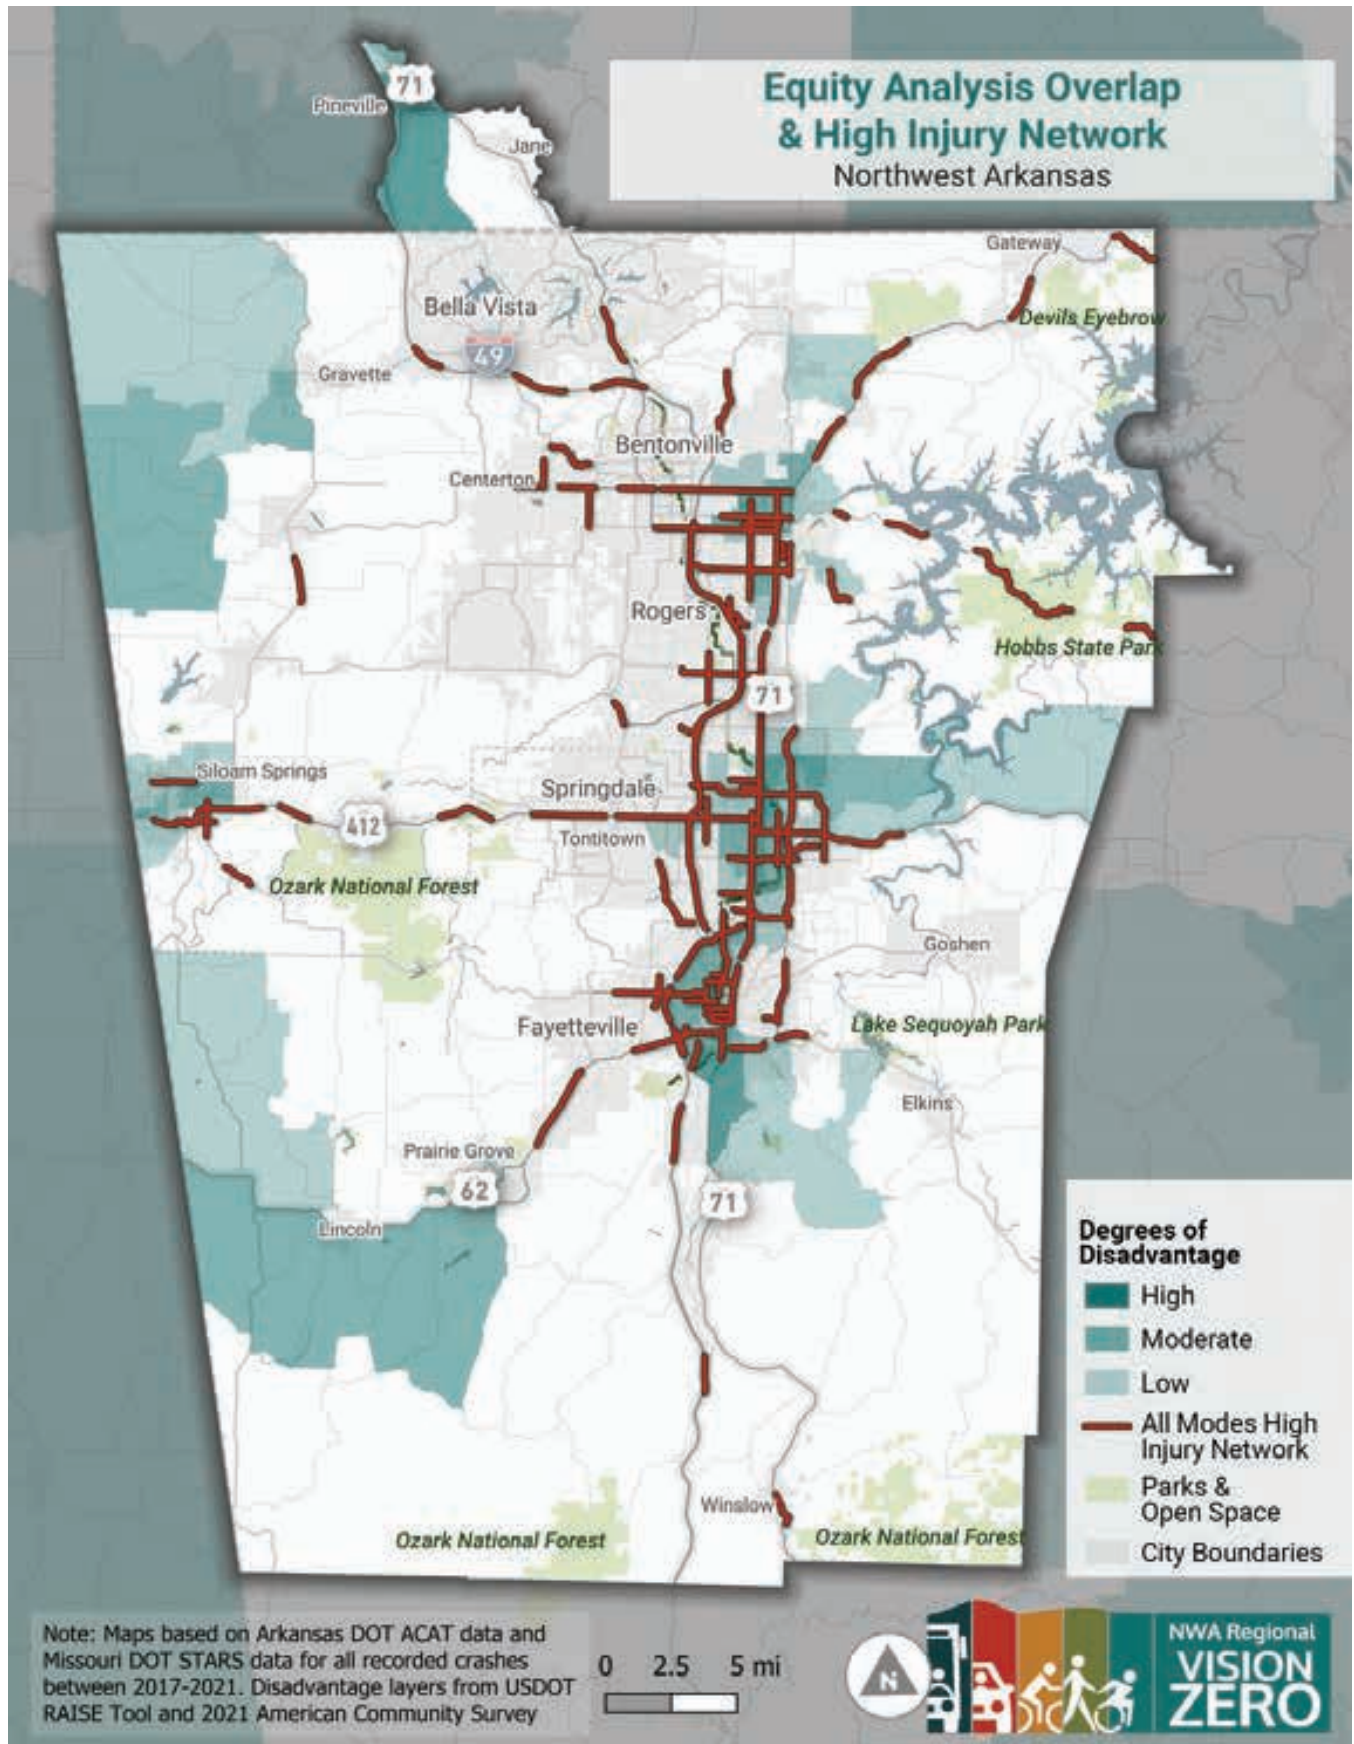 Equity Analysis Overlap
& High Injury Network
Northwest Arkansas
71
Pineville
Jane
Gateway
Bella Vista
Devils Eyebrow
49
Gravette
Bentonville
Centerton
Rogers
Hobbs State Park
71
Siloam Springs
Springdale
412
Tontitown
Ozark National Forest
Goshen
Fayetteville
Lake Sequoyah Park
Elkins
Prairie Grove
62
71
Lincoln
Winslow
Ozark National Forest
Ozark National Forest
Degrees of
Disadvantage
High
Moderate
Low
All Modes High
Injury Network
Parks &
Open Space
City Boundaries
Note: Maps based on Arkansas DOT ACAT data and
Missouri DOT STARS data for all recorded crashes
between 2017-2021. Disadvantage layers from USDOT
RAISE Tool and 2021 American Community Survey
0 2.5 5 mi
N
NWA Regional
VISION
ZERO